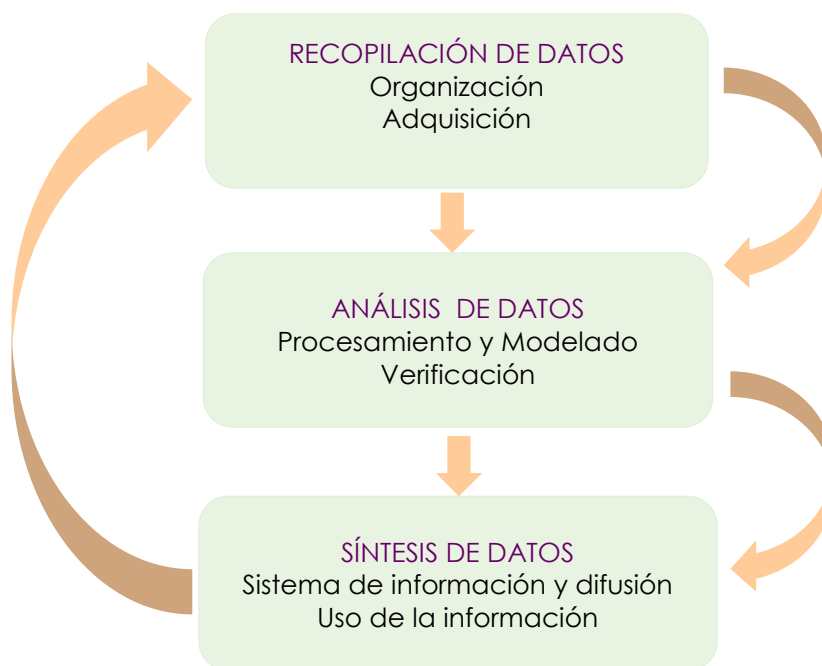 RECOPILACIÓN DE DATOS
Organización
Adquisición
ANÁLISIS DE DATOS
Procesamiento y Modelado
Verificación
SÍNTESIS DE DATOS
Sistema de información y difusión
Uso de la información